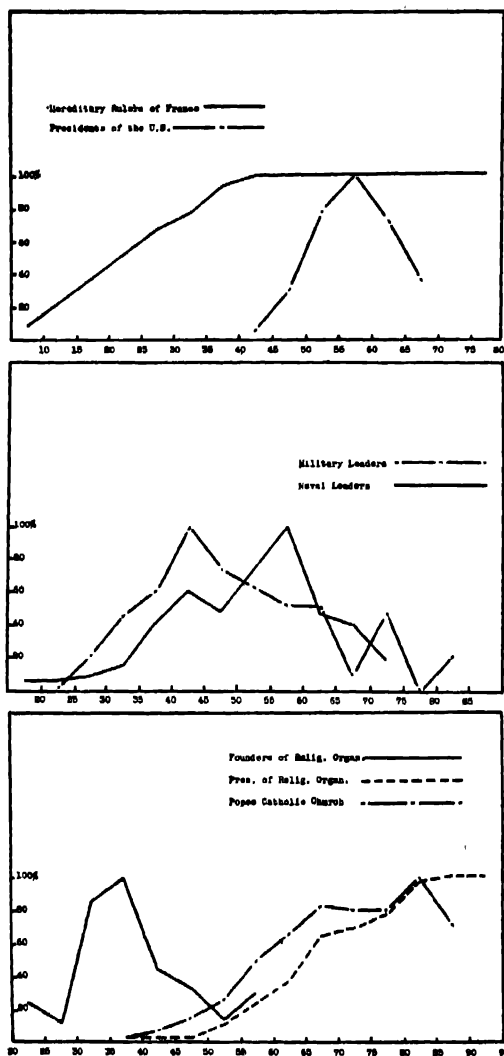 Hereditary Rulers of France
Presidents of the U.S.
100%
80
60
40
20
10 15 20 25 30 35 40 45 50 55 60 65 70 75 80
Military Leaders
Naval Leaders
100%
80
60
40
20
20 25 30 35 40 45 50 55 60 65 70 75 80 85
Founders of Relig. Organ.
Pres. of Relig. Organ.
Popes Catholic Church
100%
80
60
40
20
25 30 35 40 45 50 55 60 65 70 75 80 85 90